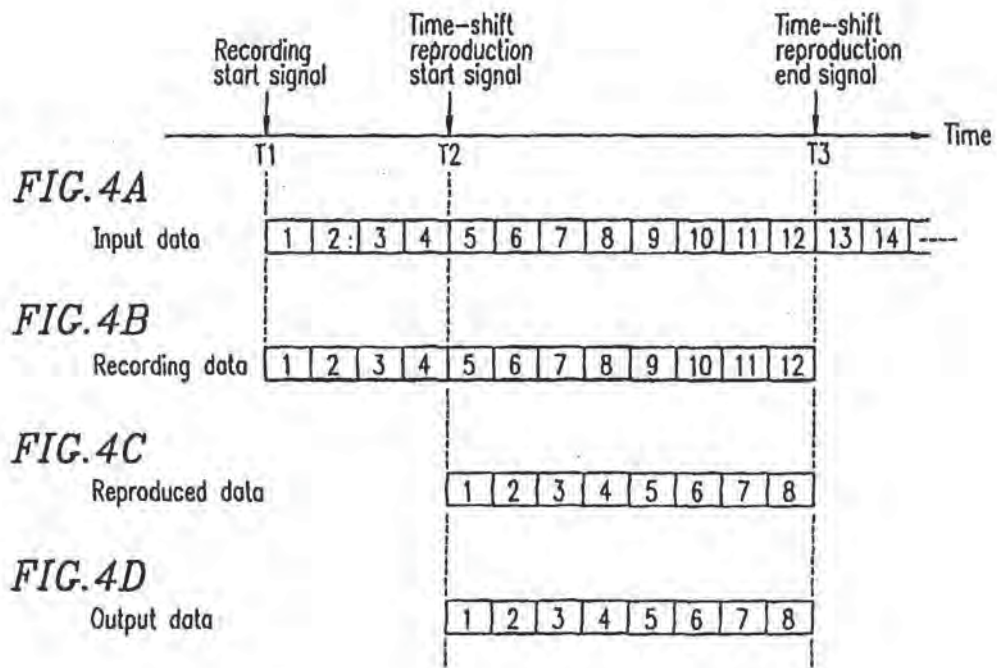 Recording
start signal
Time-shift
reproduction
start signal
Time-shift
reproduction
end signal
Time
T1 T2 T3
FIG. 4A
Input data 1 2 3 4 5 6 7 8 9 10 11 12 13 14 ----
FIG. 4B
Recording data 1 2 3 4 5 6 7 8 9 10 11 12
FIG. 4C
Reproduced data 1 2 3 4 5 6 7 8
FIG. 4D
Output data 1 2 3 4 5 6 7 8